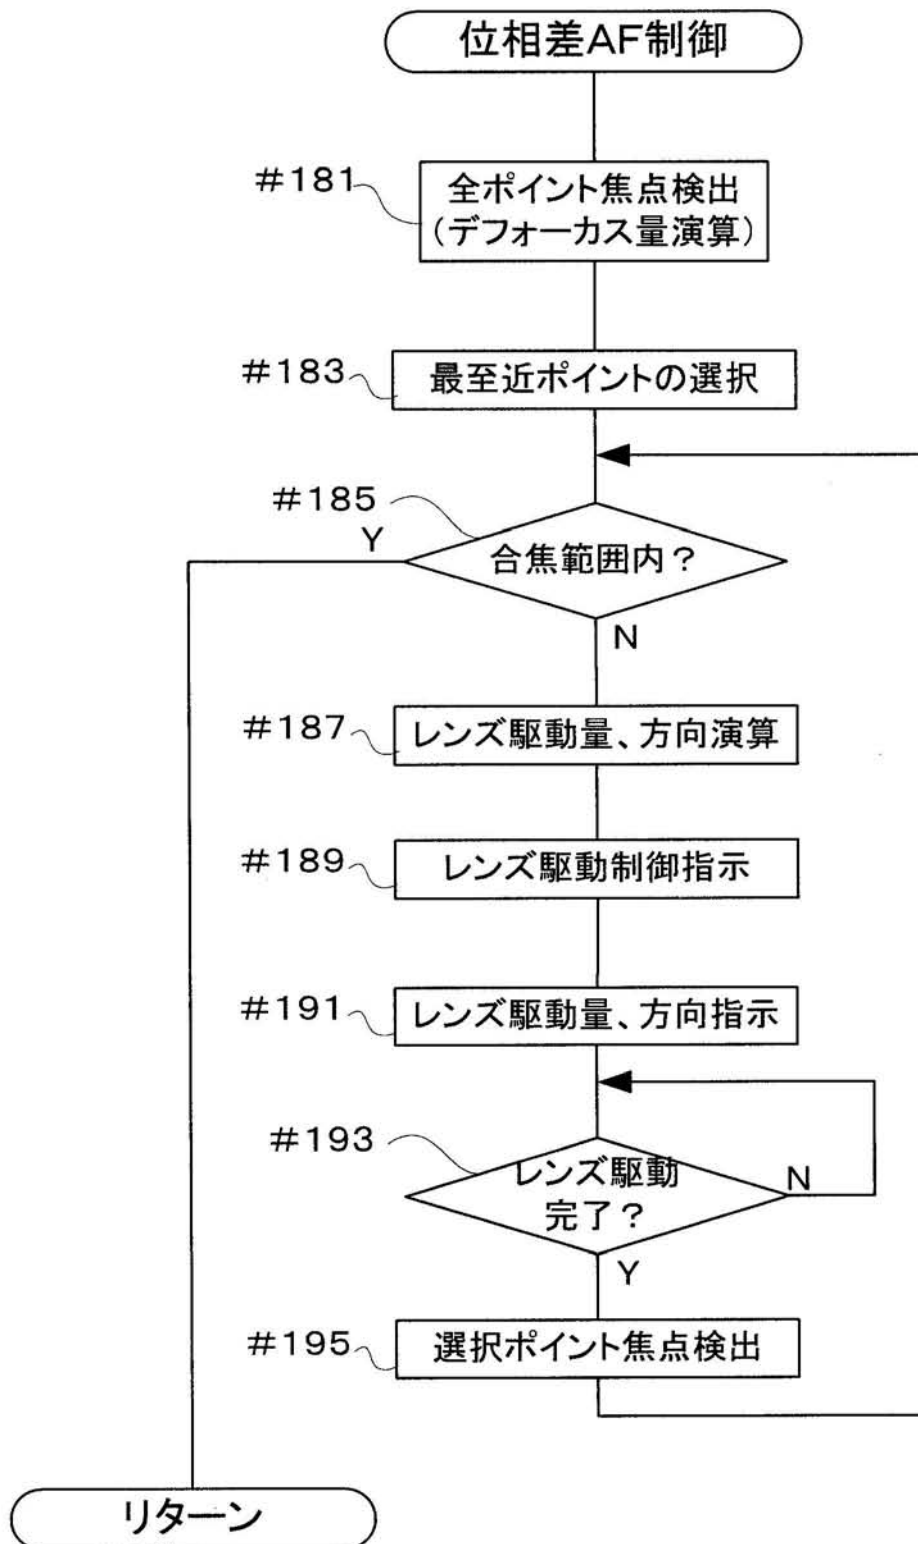 位相差AF制御
#181
全ポイント焦点検出
(デフォーカス量演算)
#183
最至近ポイントの選択
#185
Y
合焦範囲内?
N
#187
レンズ駆動量、方向演算
#189
レンズ駆動制御指示
#191
レンズ駆動量、方向指示
#193
レンズ駆動
完了?
N
Y
#195
選択ポイント焦点検出
リターン